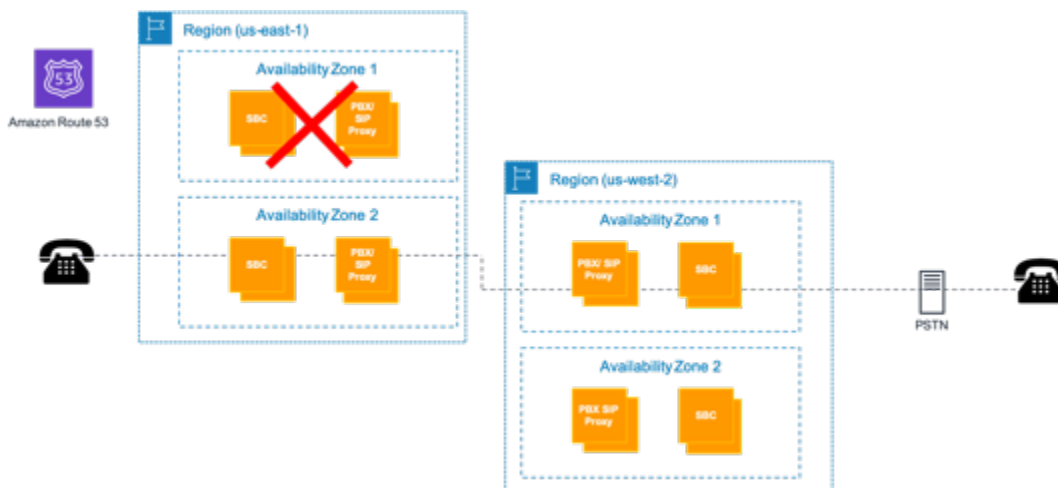 Region (us-east-1)
Availability Zone 1
53
SBC
PBX/
SIP
Proxy
Amazon Route 53
Availability Zone 2
SBC
PBX/
SIP
Proxy
Region (us-west-2)
Availability Zone 1
PBX/ SIP
Proxy
SBC
PSTN
Availability Zone 2
PBX SIP
Proxy
SBC